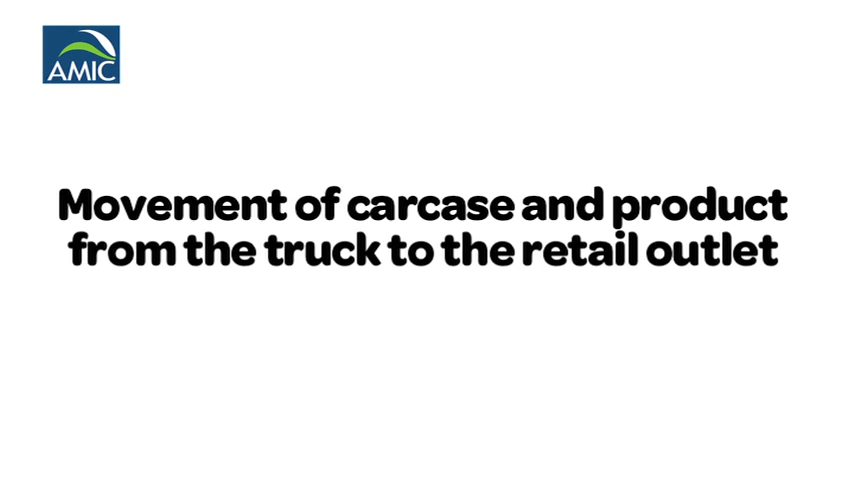 AMIC
Movement of carcase and product
from the truck to the retail outlet